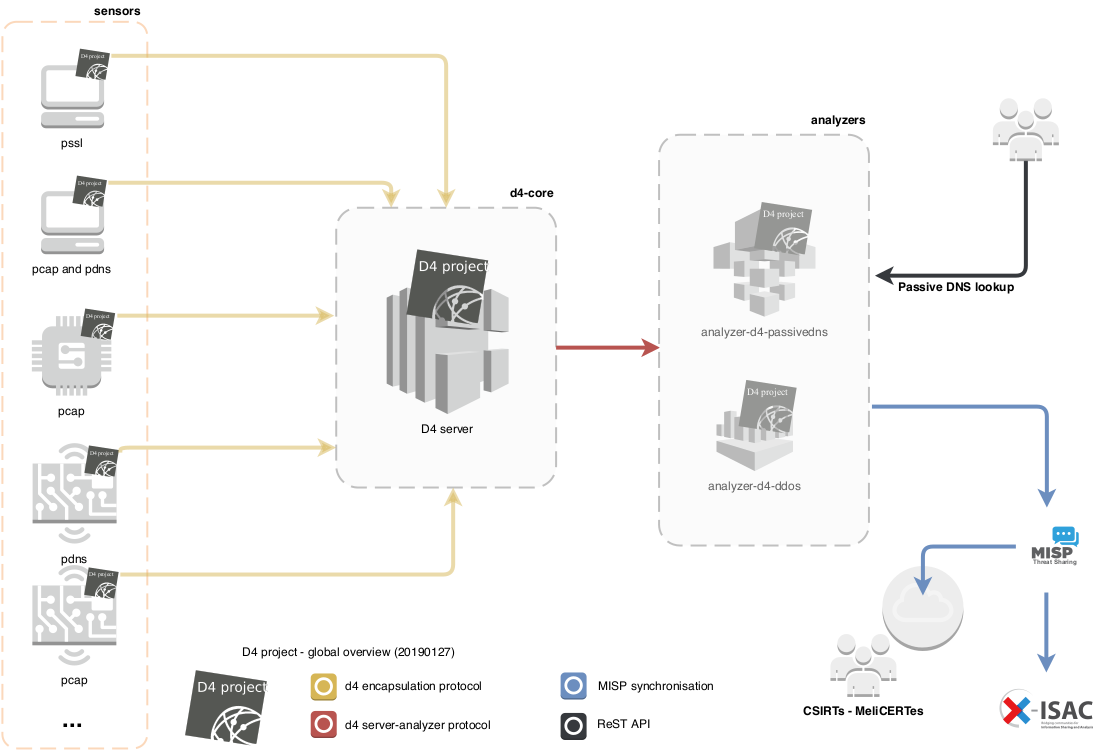 sensors
D4 project
pssl
D4 project
pcap and pdns
D4 project
pcap
D4 project
pdns
D4 project
pcap
...
d4-core
D4 project
D4 server
analyzers
D4 project
analyzer-d4-passivedns
D4 project
analyzer-d4-ddos
Passive DNS lookup
MISP
Threat Sharing
CSIRTs - MeliCERTes
X-ISAC
D4 project - global overview (20190127)
D4 project
d4 encapsulation protocol
d4 server-analyzer protocol
MISP synchronisation
ReST API